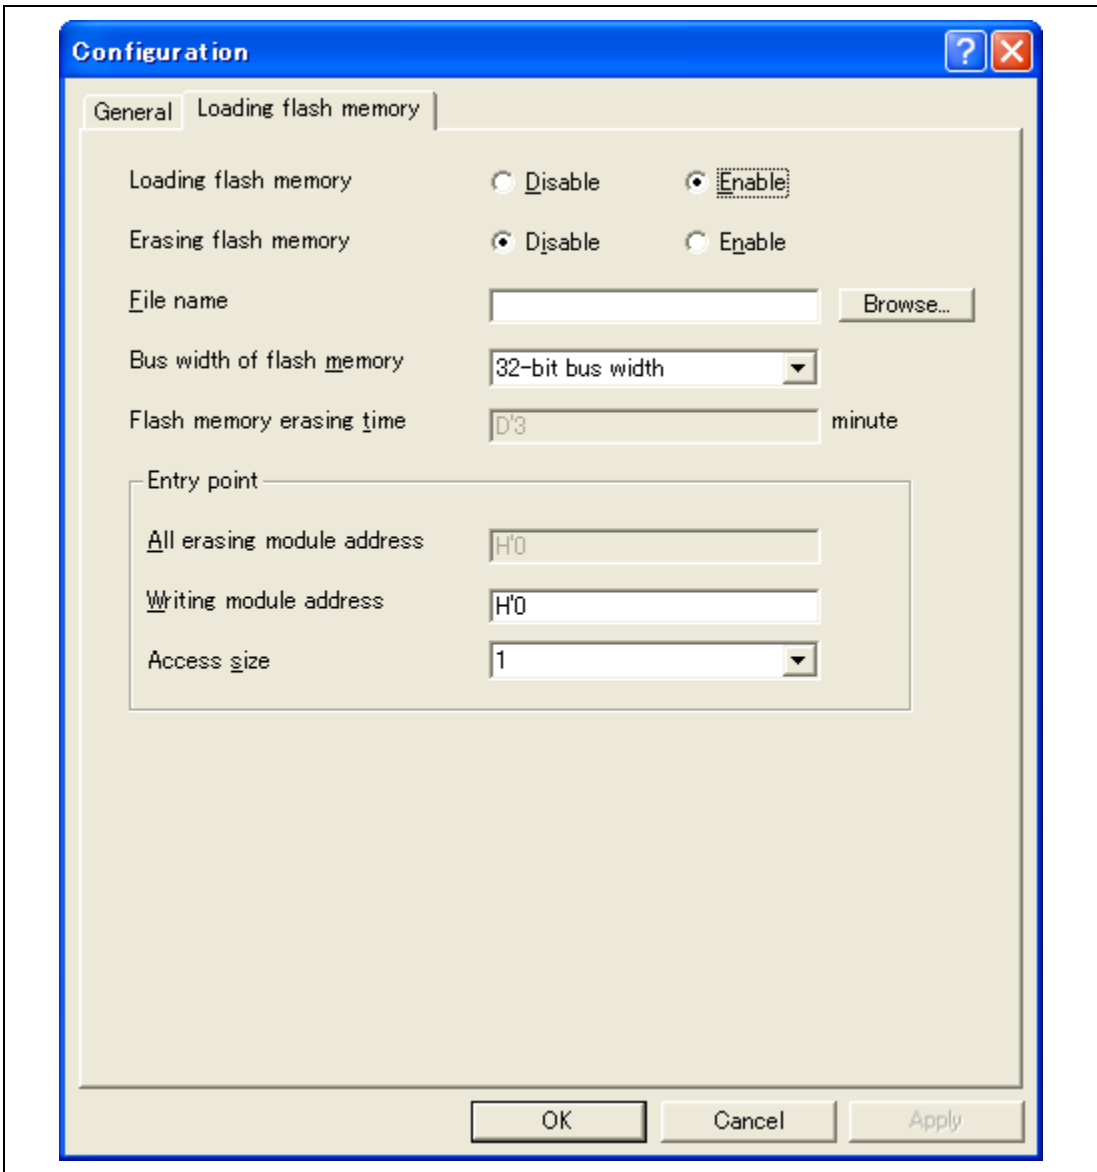 Configuration
General Loading flash memory
Loading flash memory Disable Enable
Erasing flash memory Disable Enable
File name Browse...
Bus width of flash memory 32-bit bus width
Flash memory erasing time D'3 minute
Entry point
All erasing module address H'0
Writing module address H'0
Access size 1
OK Cancel Apply